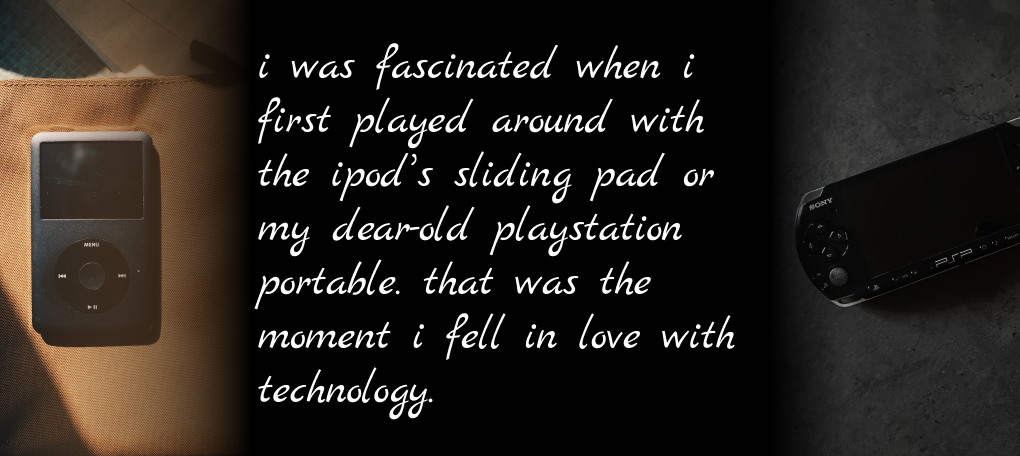 i was fascinated when i
first played around with
the ipod's sliding pad or
my dear-old playstation
portable. that was the
moment i fell in love with
technology.
MENU
SONY
PSP